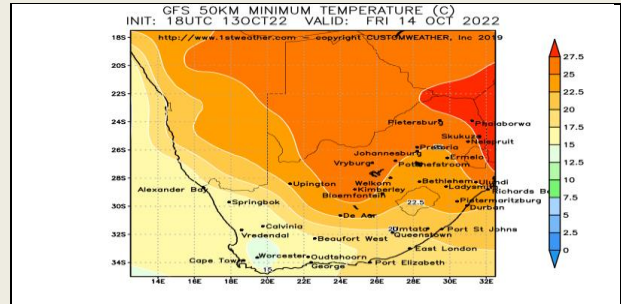 GFS 50KM MINIMUM TEMPERATURE (C)
INIT: 18UTC 13OCT22 VALID: FRI 14 OCT 2022
http://www.1stweather.com copyright CUSTOMWEATHER, Inc 2019
18S
20S
22S
24S
26S
28S
30S
32S
34S
27.5
25
22.5
20
17.5
15
12.5
10
7.5
5
2.5
0
Pietersburg
Phalaborwa
Skukuza
Nelspruit
Pretoria
Johannesburg
Ermelo
Vryburg
Potchefstroom
Welkom
Bethlehem
Ulundi
Alexander Bay
Upington
Kimberley
Ladysmith
Richards B
Bloemfontein
Springbok
22.5
Pietermaritzburg
Durban
De Aar
Calvinia
Umtata
Port St Johns
Vredendal
Beaufort West
Queenstown
East London
Cape Town
Worcester
Oudtshoorn
15
George
Port Elizabeth
14E 16E 18E 20E 22E 24E 26E 28E 30E 32E